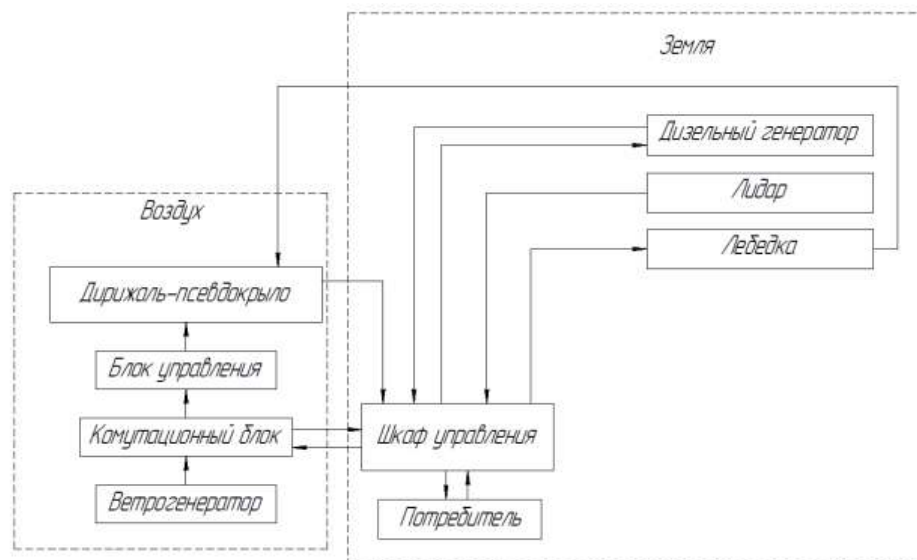 Земля
Дизельный генератор
Лидар
Лебедка
Воздух
Дирижаль-псевдокрыло
Блок управления
Комутационный блок
Ветрогенератор
Шкаф управления
Потребитель